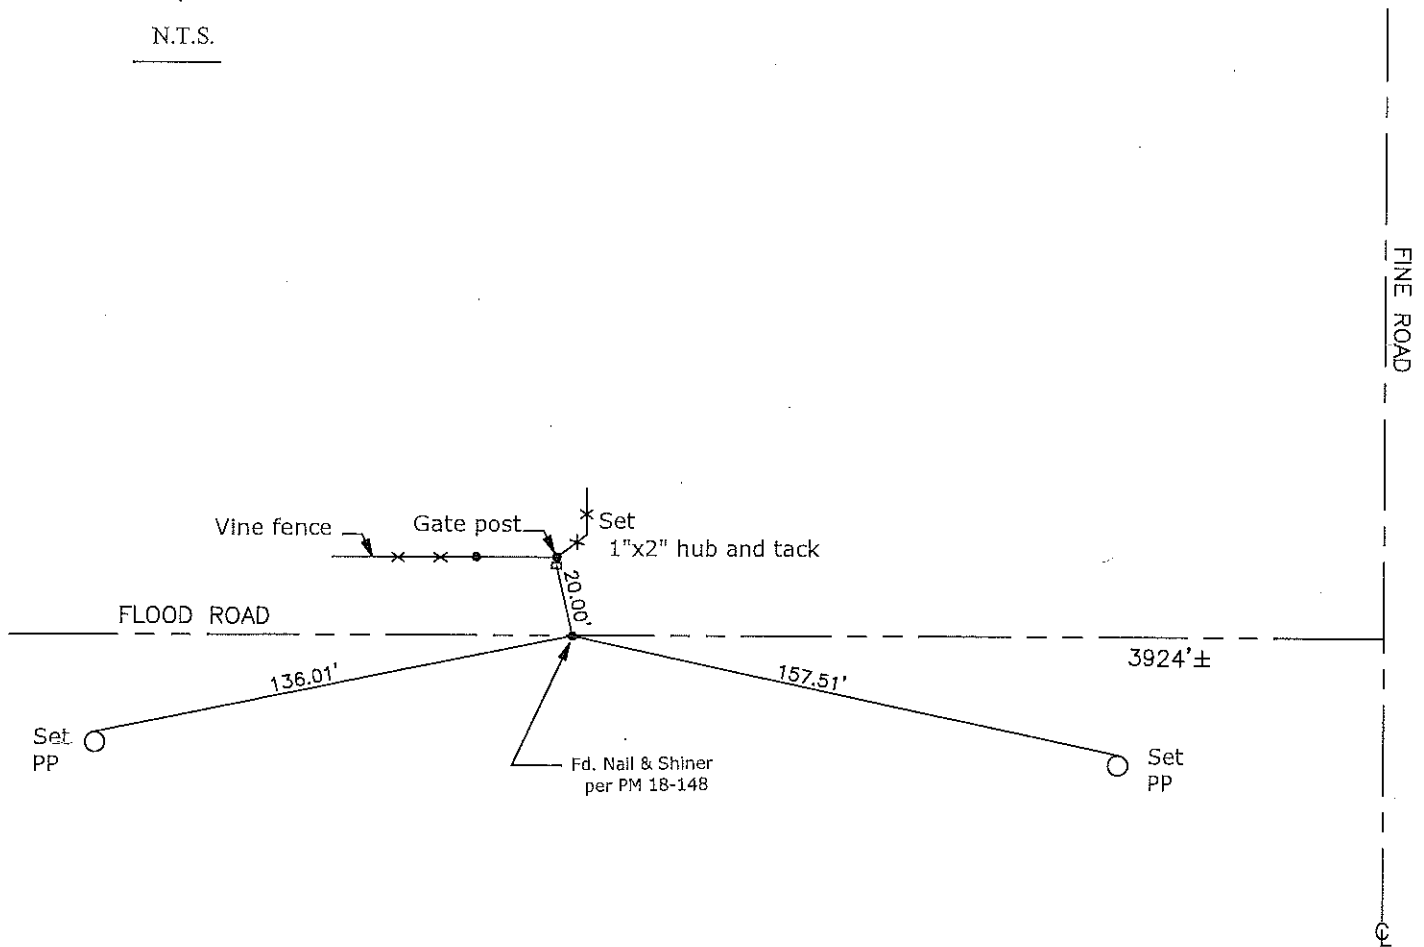 N.T.S.
FINE ROAD
Vine fence
Gate post
Set
1"x2" hub and tack
20.00'
FLOOD ROAD
3924'±
136.01'
157.51'
Set
PP
Fd. Nail & Shiner
per PM 18-148
Set
PP
℄